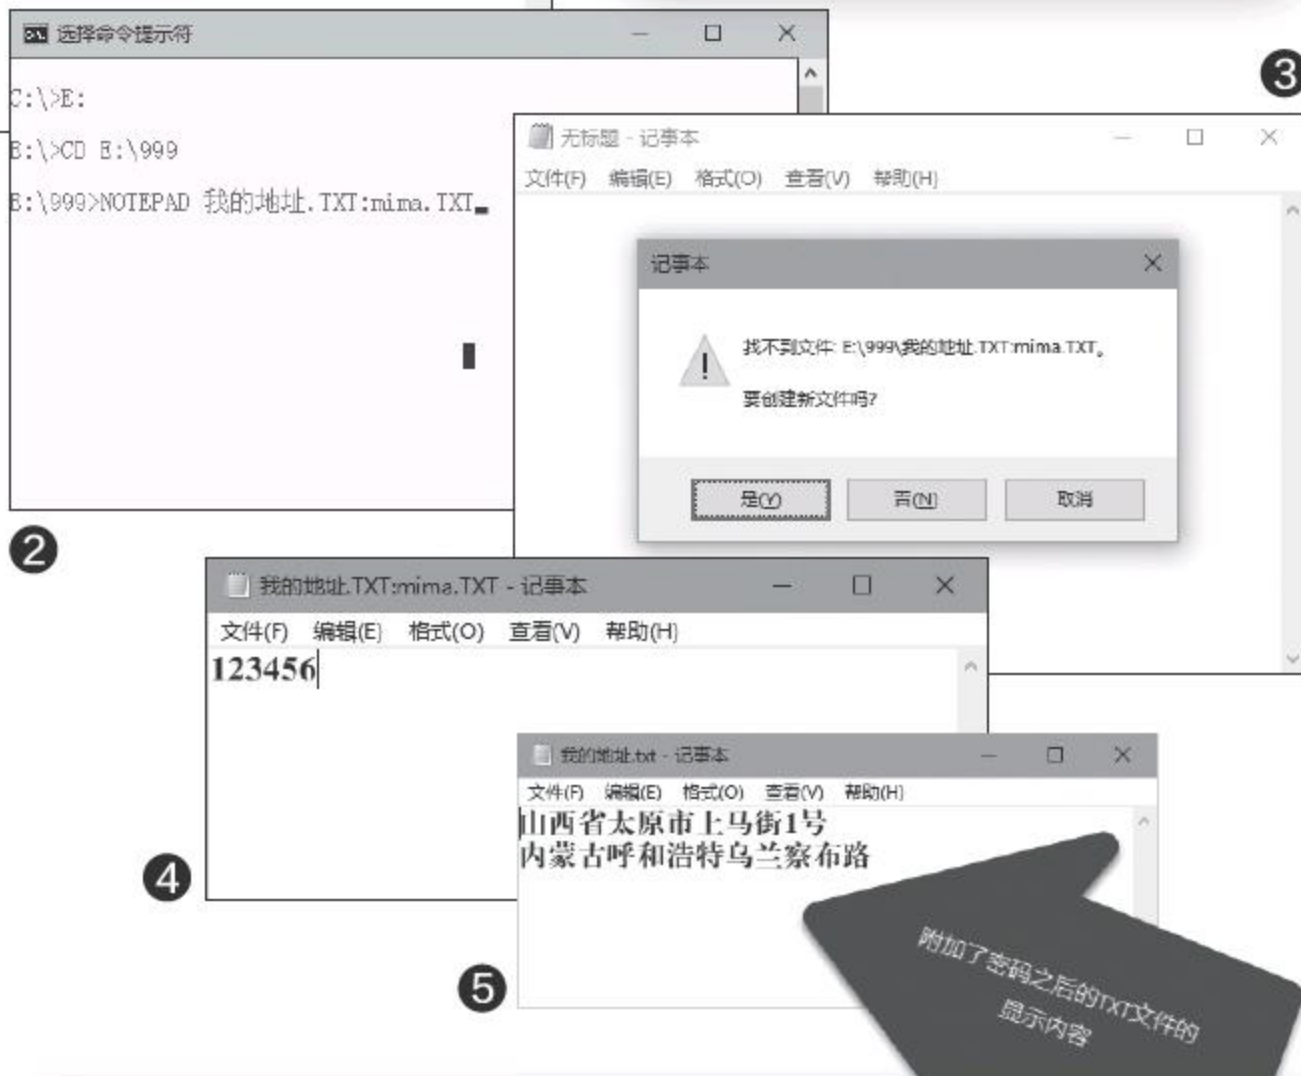 选择命令提示符
C:\>E:
E:\>CD E:\999
E:\999>NOTEPAD 我的地址.TXT:mima.TXT
2
3
无标题 - 记事本
文件(F) 编辑(E) 格式(O) 查看(V) 帮助(H)
记事本
找不到文件: E:\999\我的地址.TXT:mima.TXT。
要创建新文件吗?
是(Y) 否(N) 取消
我的地址.TXT:mima.TXT - 记事本
文件(F) 编辑(E) 格式(O) 查看(V) 帮助(H)
123456
4
我的地址.txt - 记事本
文件(F) 编辑(E) 格式(O) 查看(V) 帮助(H)
山西省太原市上马街1号
内蒙古呼和浩特乌兰察布路
5
附加了密码之后的TXT文件的
显示内容